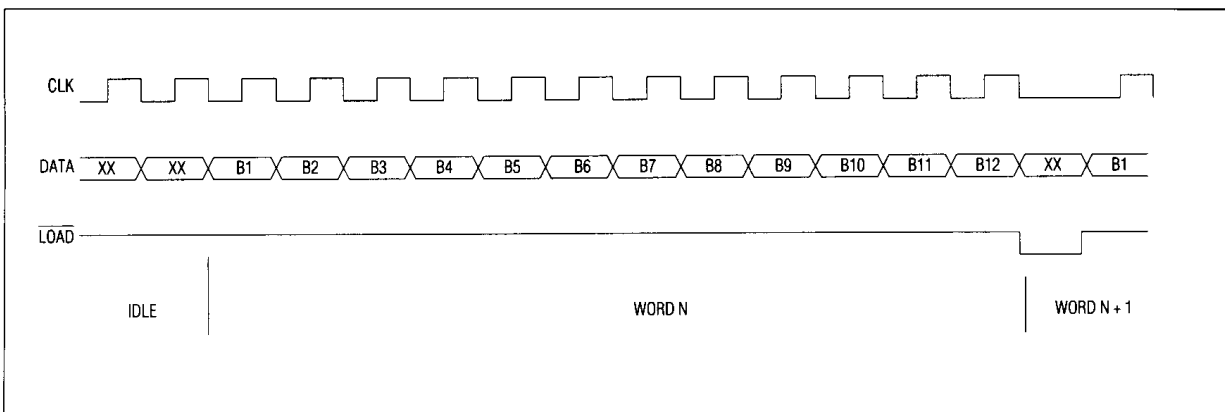 CLK
DATA XX XX B1 B2 B3 B4 B5 B6 B7 B8 B9 B10 B11 B12 XX B1
LOAD
IDLE WORD N WORD N + 1